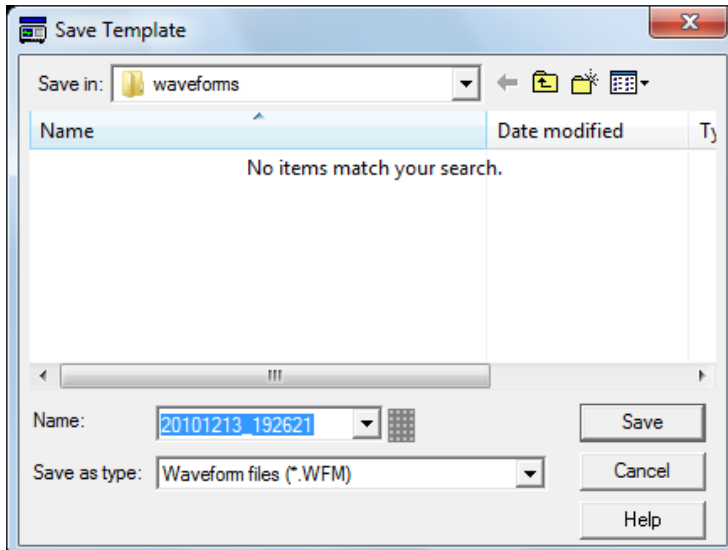 Save Template
Save in: waveforms
Name Date modified Ty
No items match your search.
Name: 20101213_192621 Save
Save as type: Waveform files (*.WFM) Cancel
Help